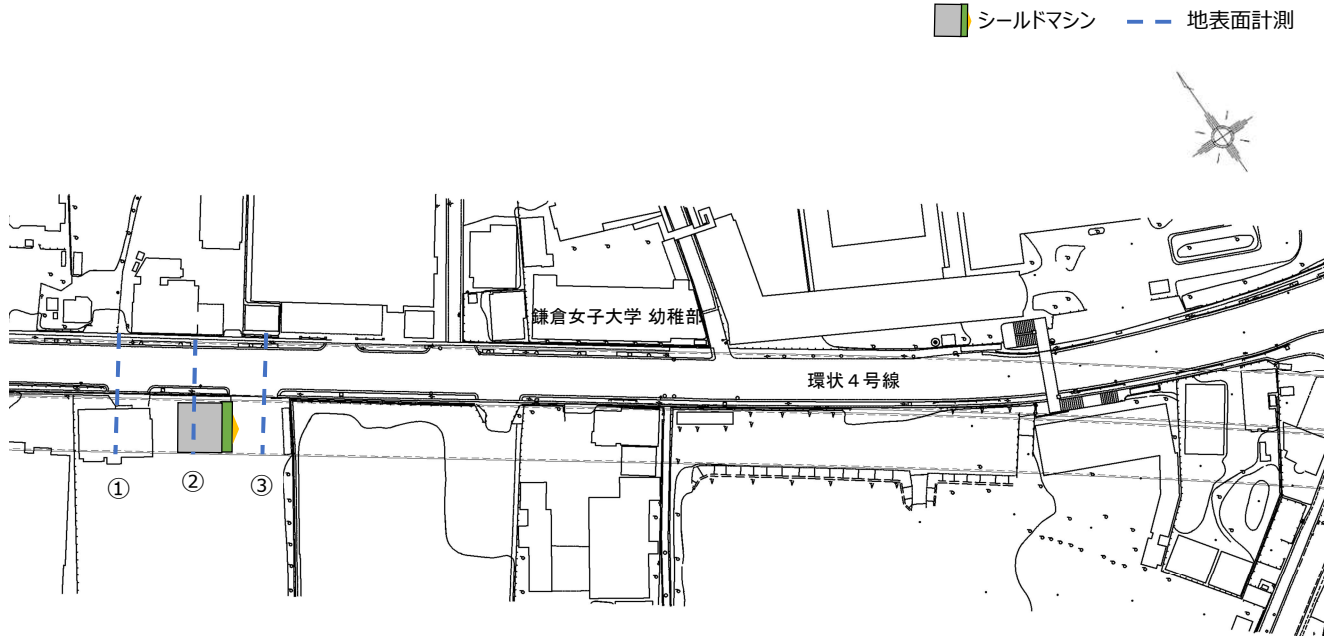 シールドマシン
地表面計測
鎌倉女子大学 幼稚部
環状４号線
①
②
③